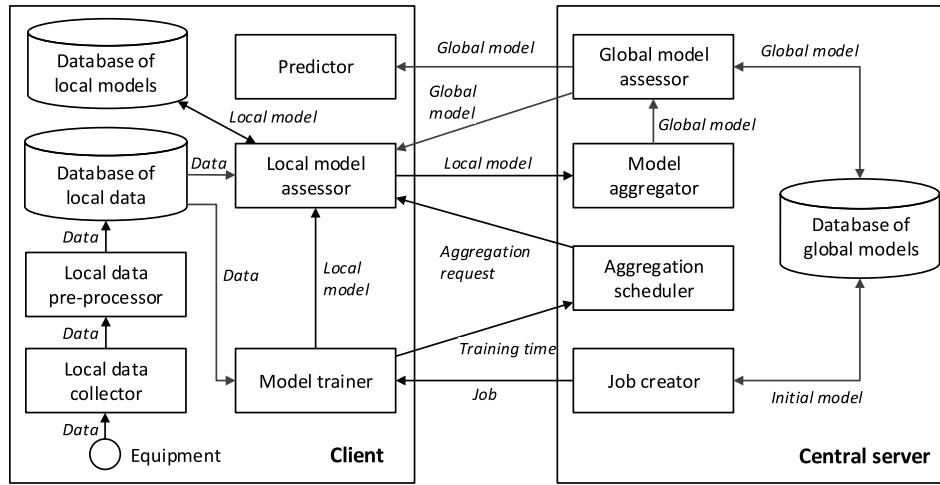 Database of
local models
Predictor
Global model
Global model
assessor
Global model
Global
model
Local model
Global model
Database of
local data
Data
Local model
assessor
Local model
Model
aggregator
Database of
global models
Data
Local data
pre-processor
Data
Local
model
Aggregation
request
Aggregation
scheduler
Data
Local data
collector
Model trainer
Training time
Job
Job creator
Initial model
Data
Equipment
Client
Central server